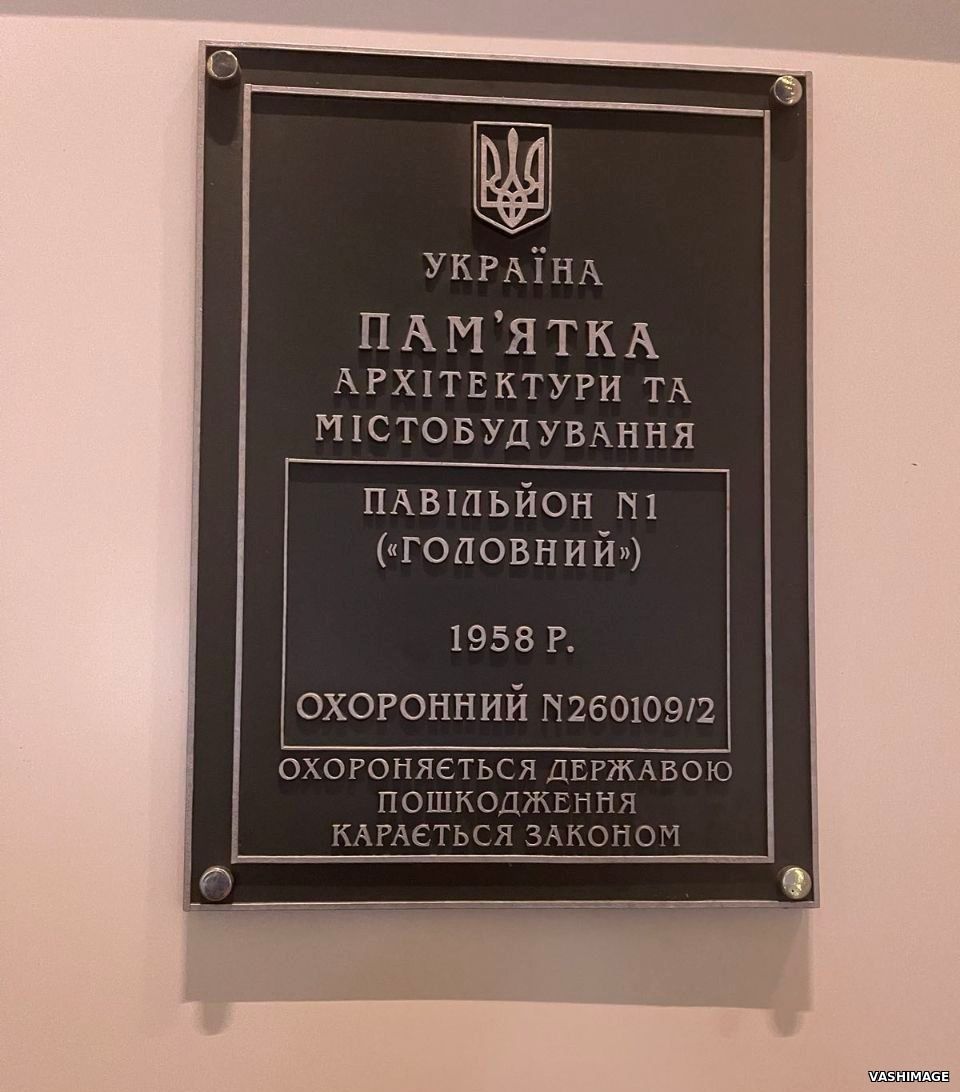 УКРАЇНА
ПАМ’ЯТКА
АРХІТЕКТУРИ ТА
МІСТОБУДУВАННЯ
ПАВІЛЬЙОН N1
(«ГОЛОВНИЙ»)
1958 Р.
ОХОРОННИЙ N260109/2
ОХОРОНЯЄТЬСЯ ДЕРЖАВОЮ
ПОШКОДЖЕННЯ
КАРАЄТЬСЯ ЗАКОНОМ
VASHIMAGE